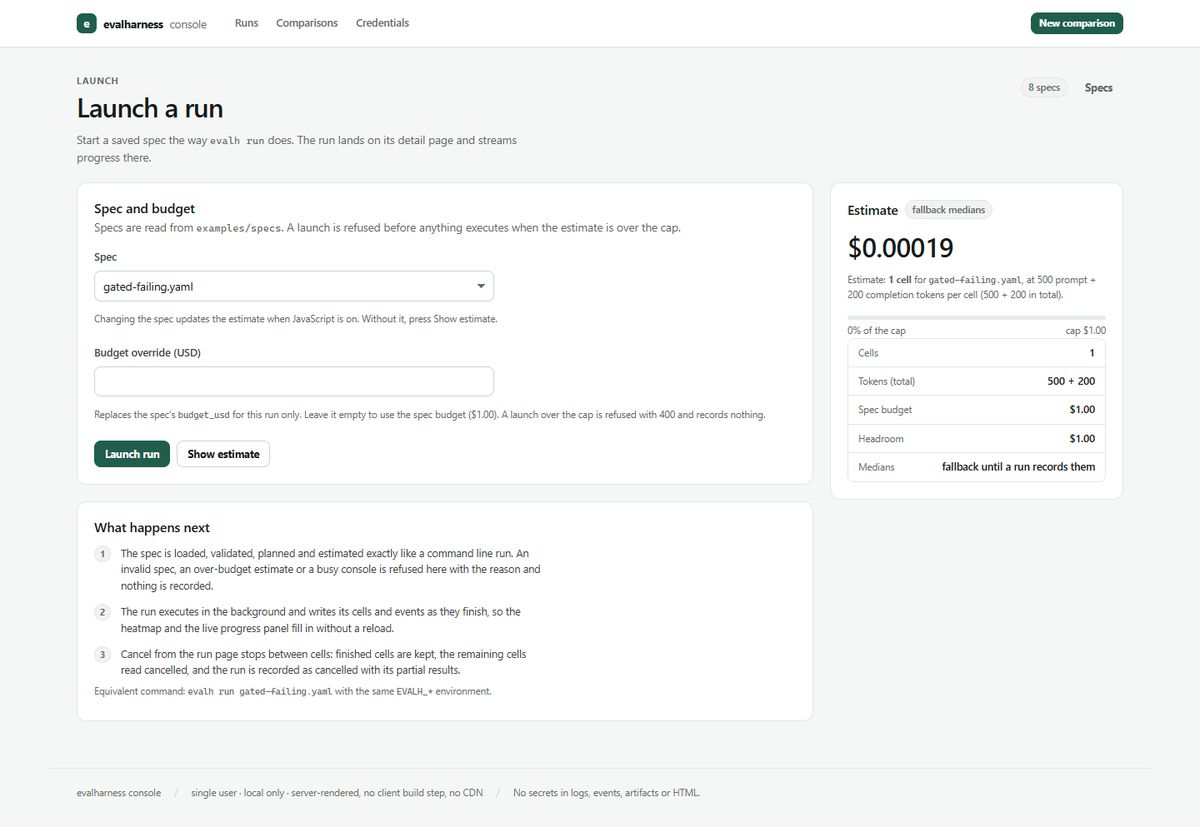 e evalharness console Runs Comparisons Credentials New comparison
LAUNCH
8 specs Specs
Launch a run
Start a saved spec the way evalh run does. The run lands on its detail page and streams
progress there.
Spec and budget
Specs are read from examples/specs. A launch is refused before anything executes when the estimate is over the cap.
Spec
gated-failing.yaml
Changing the spec updates the estimate when JavaScript is on. Without it, press Show estimate.
Budget override (USD)
Replaces the spec's budget_usd for this run only. Leave it empty to use the spec budget ($1.00). A launch over the cap is refused with 400 and records nothing.
Launch run Show estimate
Estimate fallback medians
$0.00019
Estimate: 1 cell for gated-failing.yaml, at 500 prompt +
200 completion tokens per cell (500 + 200 in total).
0% of the cap cap $1.00
Cells 1
Tokens (total) 500 + 200
Spec budget $1.00
Headroom $1.00
Medians fallback until a run records them
What happens next
1 The spec is loaded, validated, planned and estimated exactly like a command line run. An
invalid spec, an over-budget estimate or a busy console is refused here with the reason and
nothing is recorded.
2 The run executes in the background and writes its cells and events as they finish, so the
heatmap and the live progress panel fill in without a reload.
3 Cancel from the run page stops between cells: finished cells are kept, the remaining cells
read cancelled, and the run is recorded as cancelled with its partial results.
Equivalent command: evalh run gated-failing.yaml with the same EVALH_* environment.
evalharness console / single user · local only · server-rendered, no client build step, no CDN / No secrets in logs, events, artifacts or HTML.